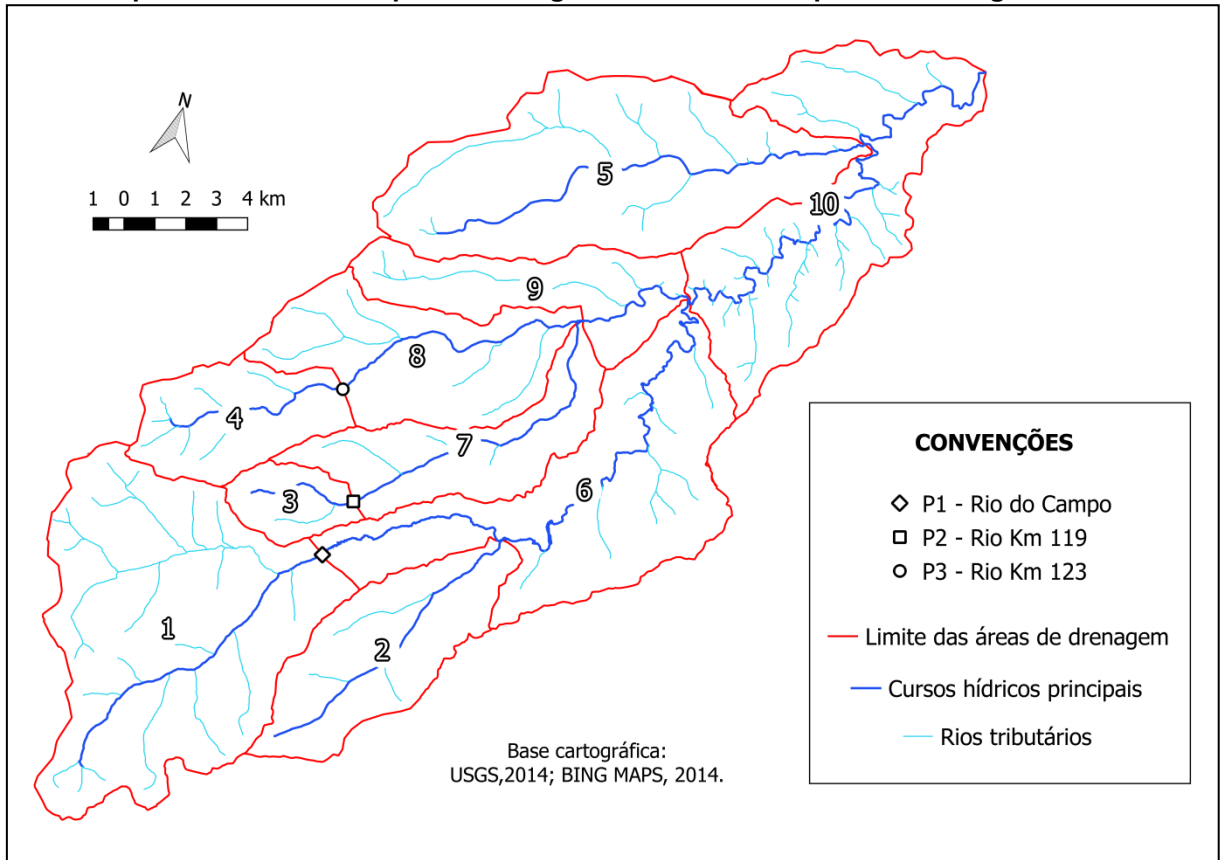 N
1 0 1 2 3 4 km
5
10
9
8
4
7
3
6
1
2
CONVENÇÕES
P1 - Rio do Campo
P2 - Rio Km 119
P3 - Rio Km 123
Limite das áreas de drenagem
Cursos hídricos principais
Rios tributários
Base cartográfica:
USGS,2014; BING MAPS, 2014.